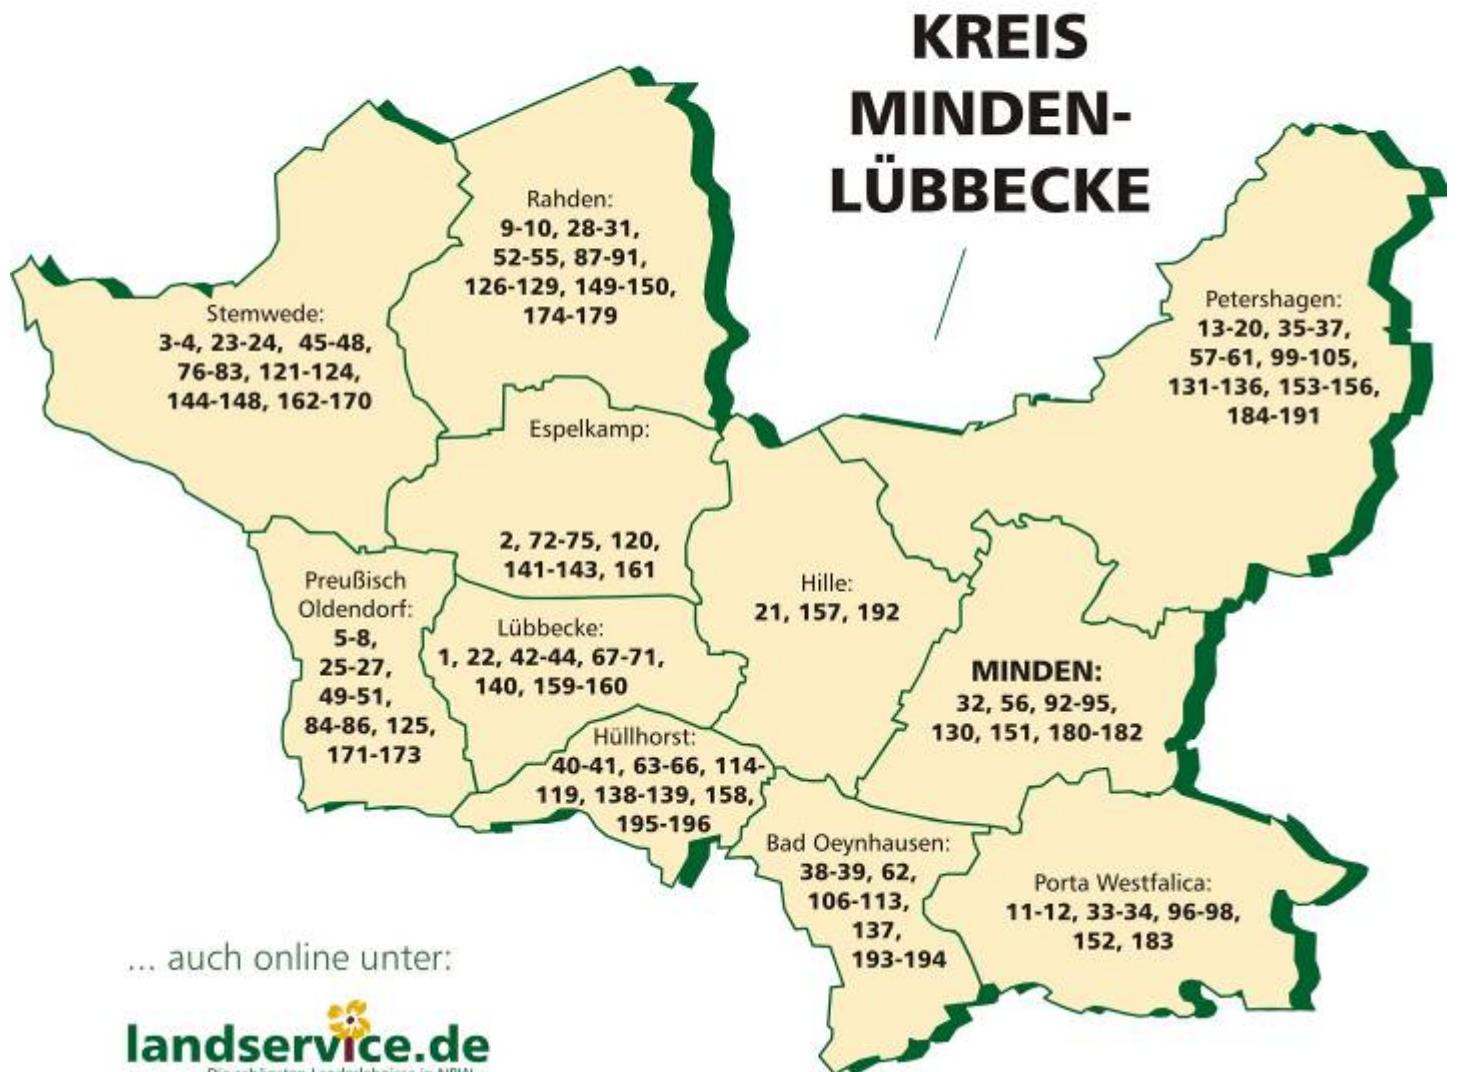 KREIS
MINDEN-
LÜBBECKE
Rahden:
9-10, 28-31,
52-55, 87-91,
126-129, 149-150,
174-179
Stemwede:
3-4, 23-24, 45-48,
76-83, 121-124,
144-148, 162-170
Petershagen:
13-20, 35-37,
57-61, 99-105,
131-136, 153-156,
184-191
Espelkamp:
2, 72-75, 120,
141-143, 161
Preußisch
Oldendorf:
5-8,
25-27,
49-51,
84-86, 125,
171-173
Hille:
21, 157, 192
Lübbecke:
1, 22, 42-44, 67-71,
140, 159-160
MINDEN:
32, 56, 92-95,
130, 151, 180-182
Hüllhorst:
40-41, 63-66, 114-
119, 138-139, 158,
195-196
Bad Oeynhausen:
38-39, 62,
106-113,
137,
193-194
Porta Westfalica:
11-12, 33-34, 96-98,
152, 183
... auch online unter:
landservice.de